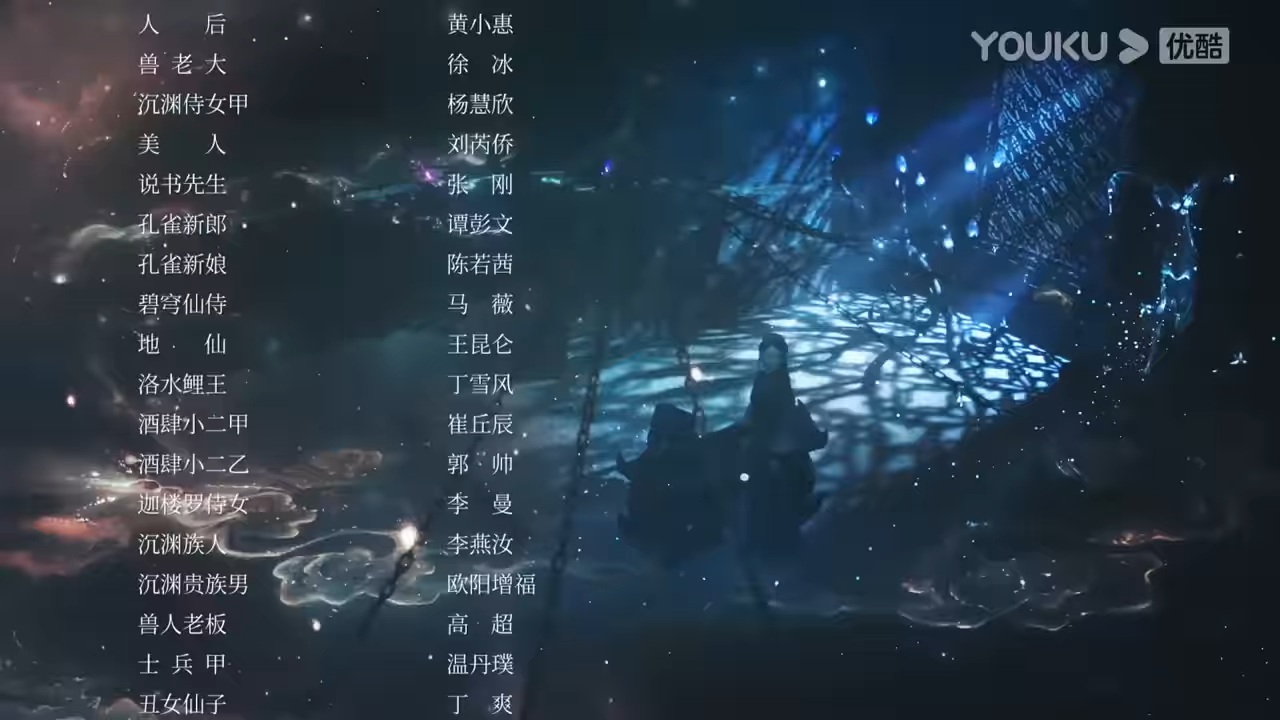 YOUKU 优酷
人 后 黄小惠
兽老大 徐 冰
沉渊侍女甲 杨慧欣
美 人 刘芮侨
说书先生 张 刚
孔雀新郎 谭彭文
孔雀新娘 陈若茜
碧穹仙侍 马 薇
地 仙 王昆仑
洛水鲤王 丁雪风
酒肆小二甲 崔丘辰
酒肆小二乙 郭 帅
迦楼罗侍女 李 曼
沉渊族人 李燕汝
沉渊贵族男 欧阳增福
兽人老板 高 超
士兵甲 温丹璞
丑女仙子 丁 爽